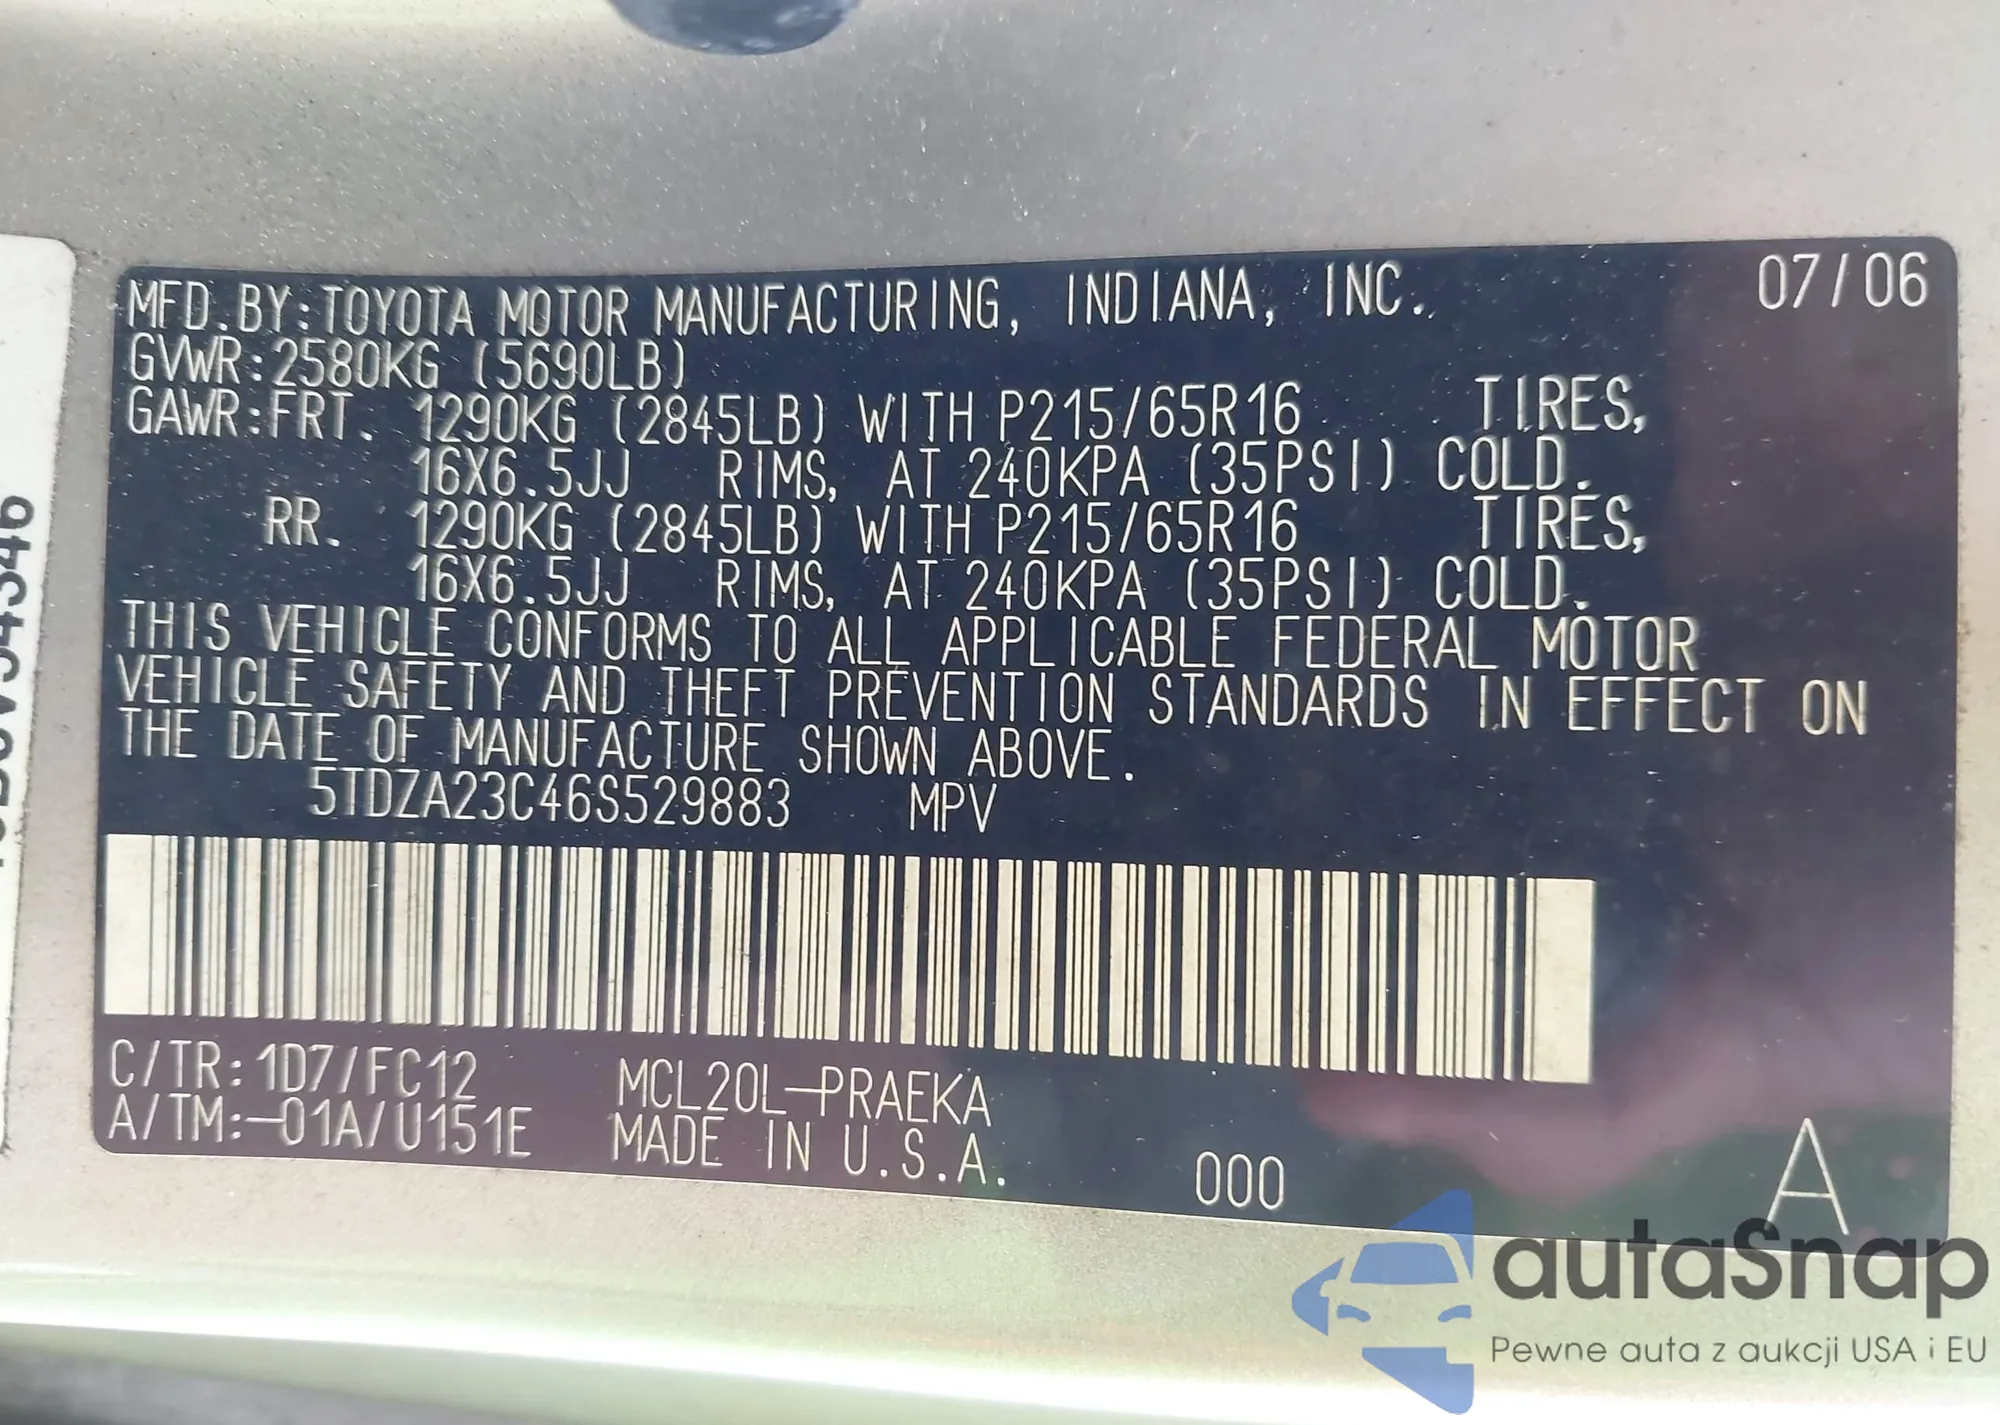 MFD.BY:TOYOTA MOTOR MANUFACTURING, INDIANA, INC. 07/06
GVWR:2580KG (5690LB)
GAWR:FRT. 1290KG (2845LB) WITH P215/65R16 TIRES,
16X6.5JJ RIMS, AT 240KPA (35PSI) COLD.
RR. 1290KG (2845LB) WITH P215/65R16 TIRES,
16X6.5JJ RIMS, AT 240KPA (35PSI) COLD.
THIS VEHICLE CONFORMS TO ALL APPLICABLE FEDERAL MOTOR
VEHICLE SAFETY AND THEFT PREVENTION STANDARDS IN EFFECT ON
THE DATE OF MANUFACTURE SHOWN ABOVE.
5TDZA23C46S529883 MPV
C/TR:1D7/FC12 MCL20L-PRAEKA
A/TM:-01A/U151E MADE IN U.S.A. 000 A
autaSnap
Pewne auta z aukcji USA i EU